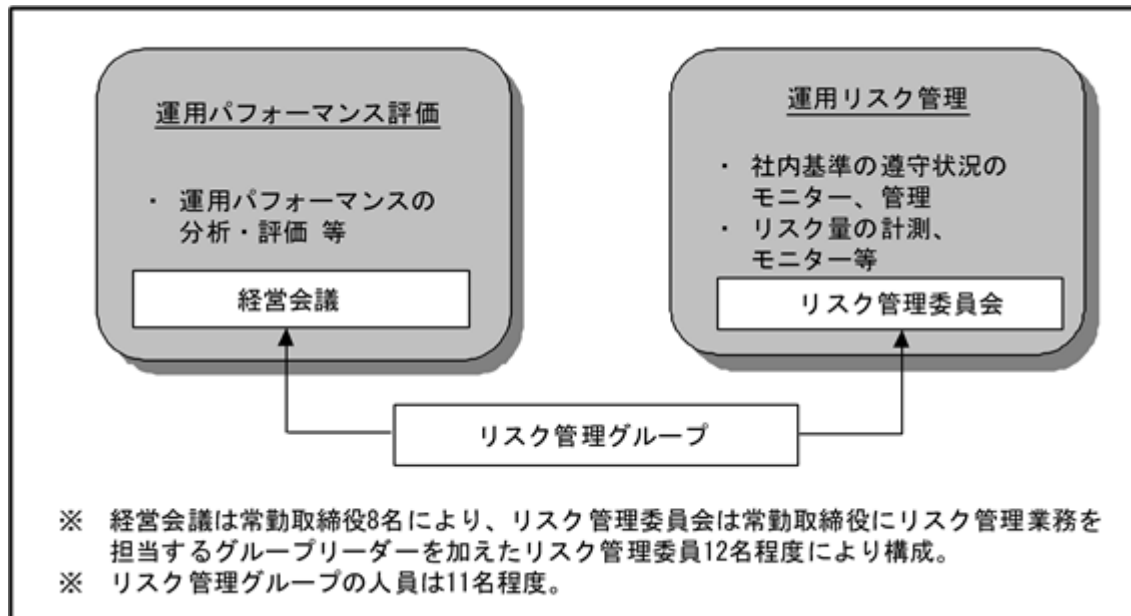 運用パフォーマンス評価
・ 運用パフォーマンスの
分析・評価 等
経営会議
運用リスク管理
・ 社内基準の遵守状況の
モニター、管理
・ リスク量の計測、
モニター等
リスク管理委員会
リスク管理グループ
※ 経営会議は常勤取締役8名により、リスク管理委員会は常勤取締役にリスク管理業務を
担当するグループリーダーを加えたリスク管理委員12名程度により構成。
※ リスク管理グループの人員は11名程度。